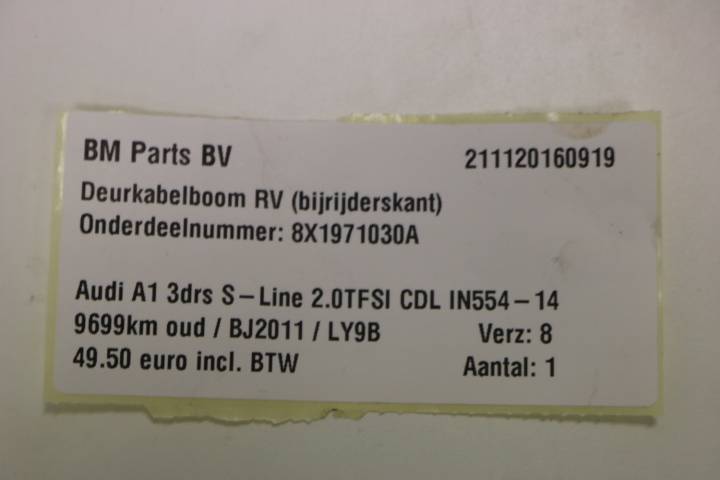 BM Parts BV 211120160919
Deurkabelboom RV (bijrijderskant)
Onderdeelnummer: 8X1971030A
Audi A1 3drs S-Line 2.0TFSI CDL IN554-14
9699km oud / BJ2011 / LY9B Verz: 8
49.50 euro incl. BTW Aantal: 1